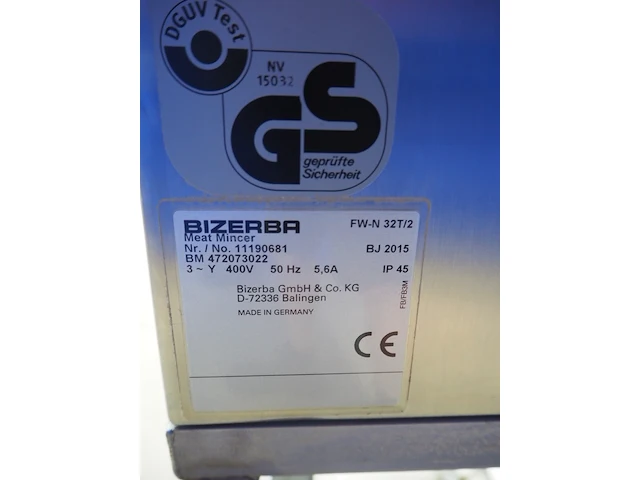 DGUV Test
NV
15032
GS
geprüfte
Sicherheit
BIZERBA FW-N 32T/2
Meat Mincer
Nr. / No. 11190681 BJ 2015
BM 472073022
3 ~ Y 400V 50 Hz 5,6A IP 45
Bizerba GmbH & Co. KG
D-72336 Balingen
MADE IN GERMANY
FB/FB3M
CE